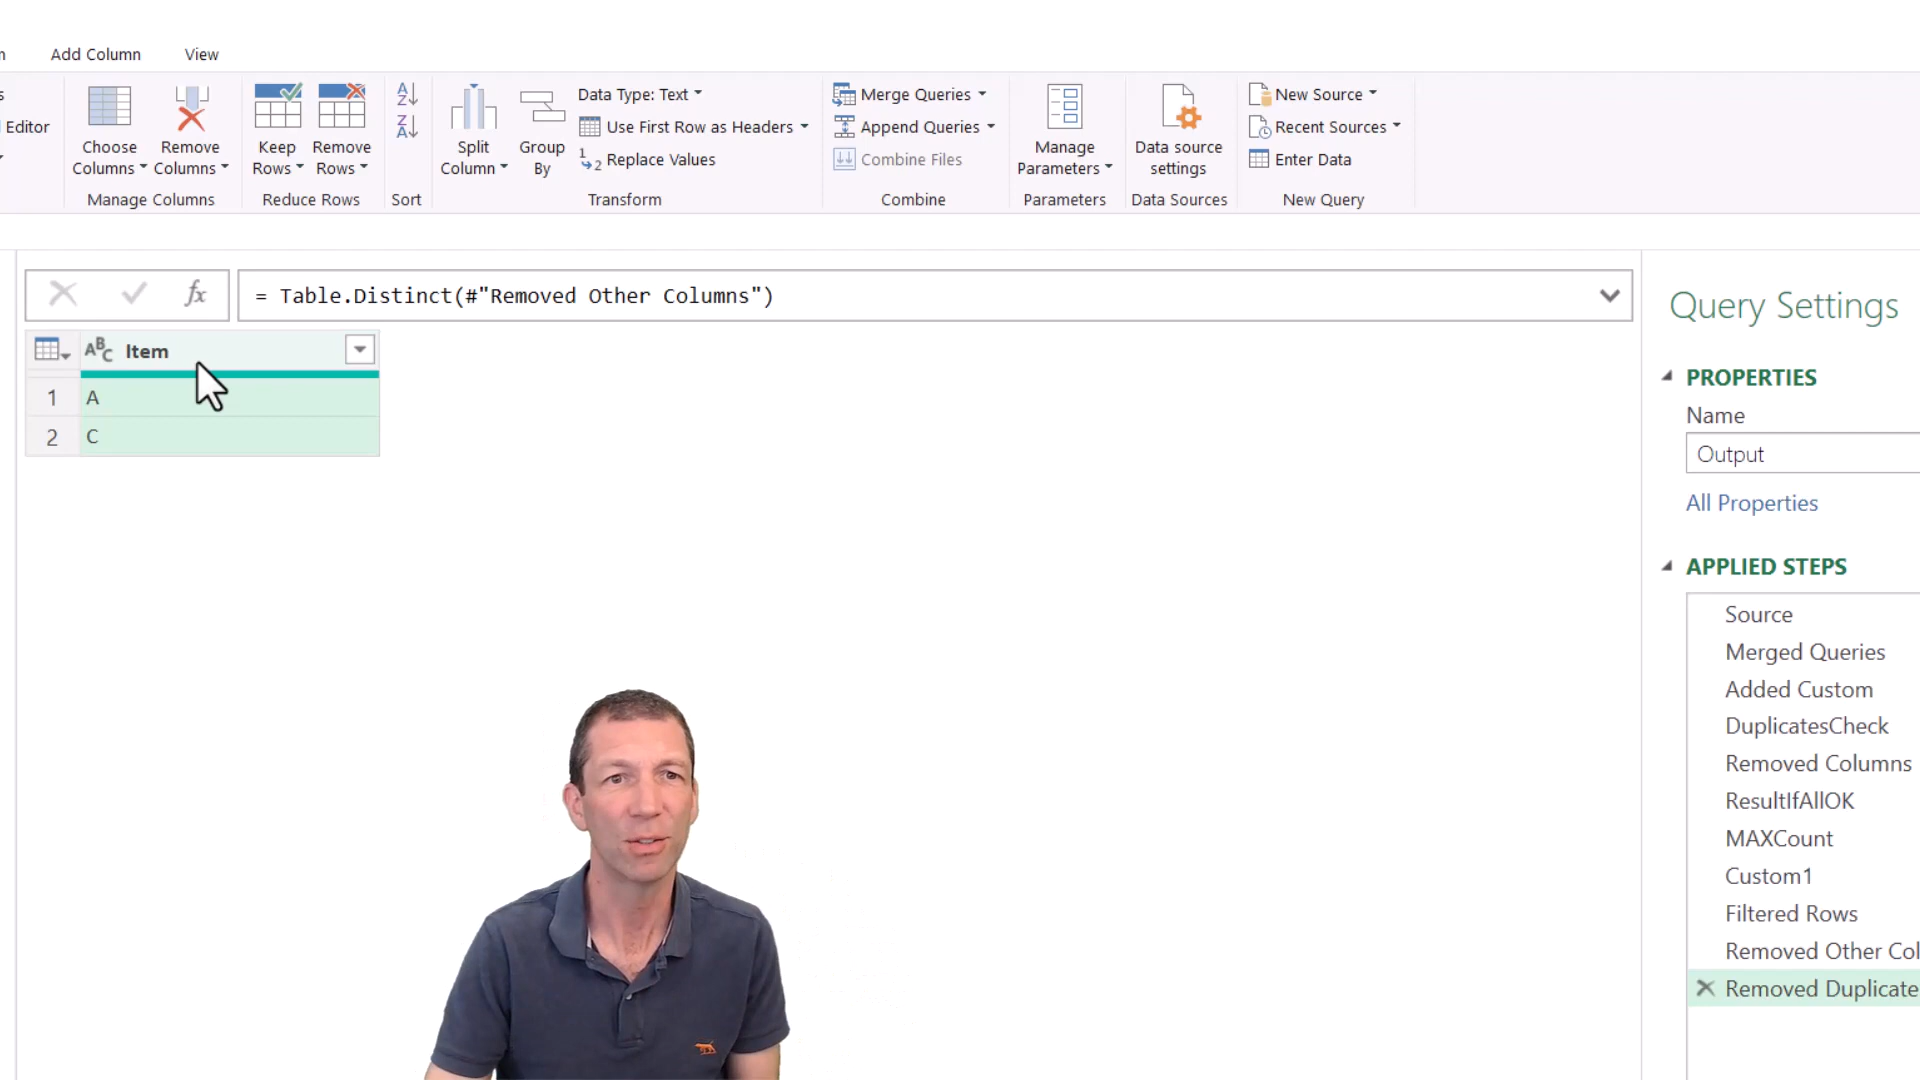 Add Column
View
Editor
Choose
Columns
Remove
Columns
Manage Columns
Keep
Rows
Remove
Rows
Reduce Rows
Sort
Split
Column
Group
By
Data Type: Text
Use First Row as Headers
Replace Values
Transform
Merge Queries
Append Queries
Combine Files
Combine
Manage
Parameters
Parameters
Data source
settings
Data Sources
New Source
Recent Sources
Enter Data
New Query
fx
= Table.Distinct(#"Removed Other Columns")
ABC Item
1 A
2 C
Query Settings
PROPERTIES
Name
Output
All Properties
APPLIED STEPS
Source
Merged Queries
Added Custom
DuplicatesCheck
Removed Columns
ResultIfAllOK
MAXCount
Custom1
Filtered Rows
Removed Other Col
Removed Duplicate